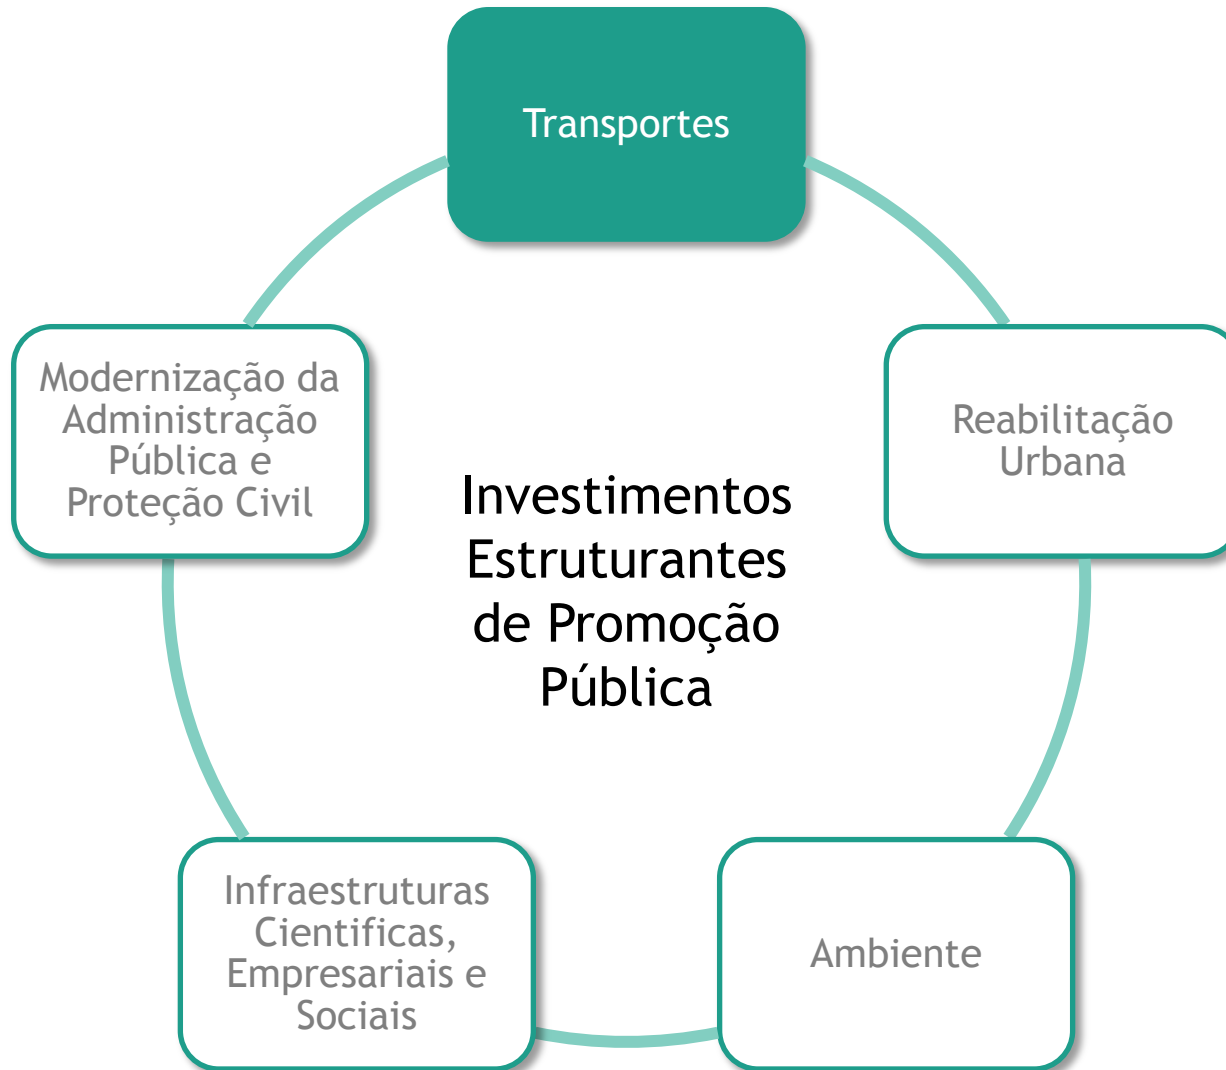 Transportes
Modernização da
Administração
Pública e
Proteção Civil
Reabilitação
Urbana
Investimentos
Estruturantes
de Promoção
Pública
Infraestruturas
Cientificas,
Empresariais e
Sociais
Ambiente